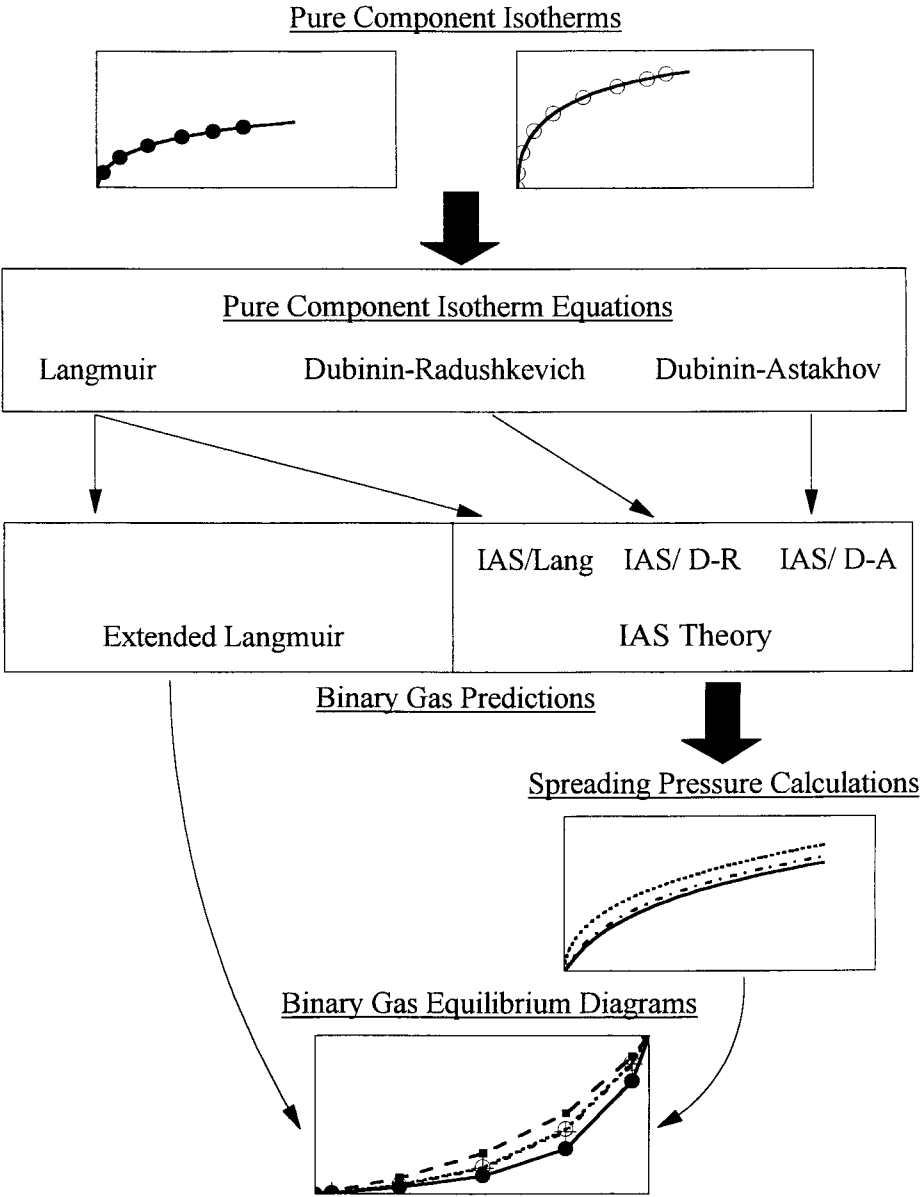 Pure Component Isotherms
Pure Component Isotherm Equations
Langmuir Dubinin-Radushkevich Dubinin-Astakhov
IAS/Lang IAS/ D-R IAS/ D-A
Extended Langmuir IAS Theory
Binary Gas Predictions
Spreading Pressure Calculations
Binary Gas Equilibrium Diagrams